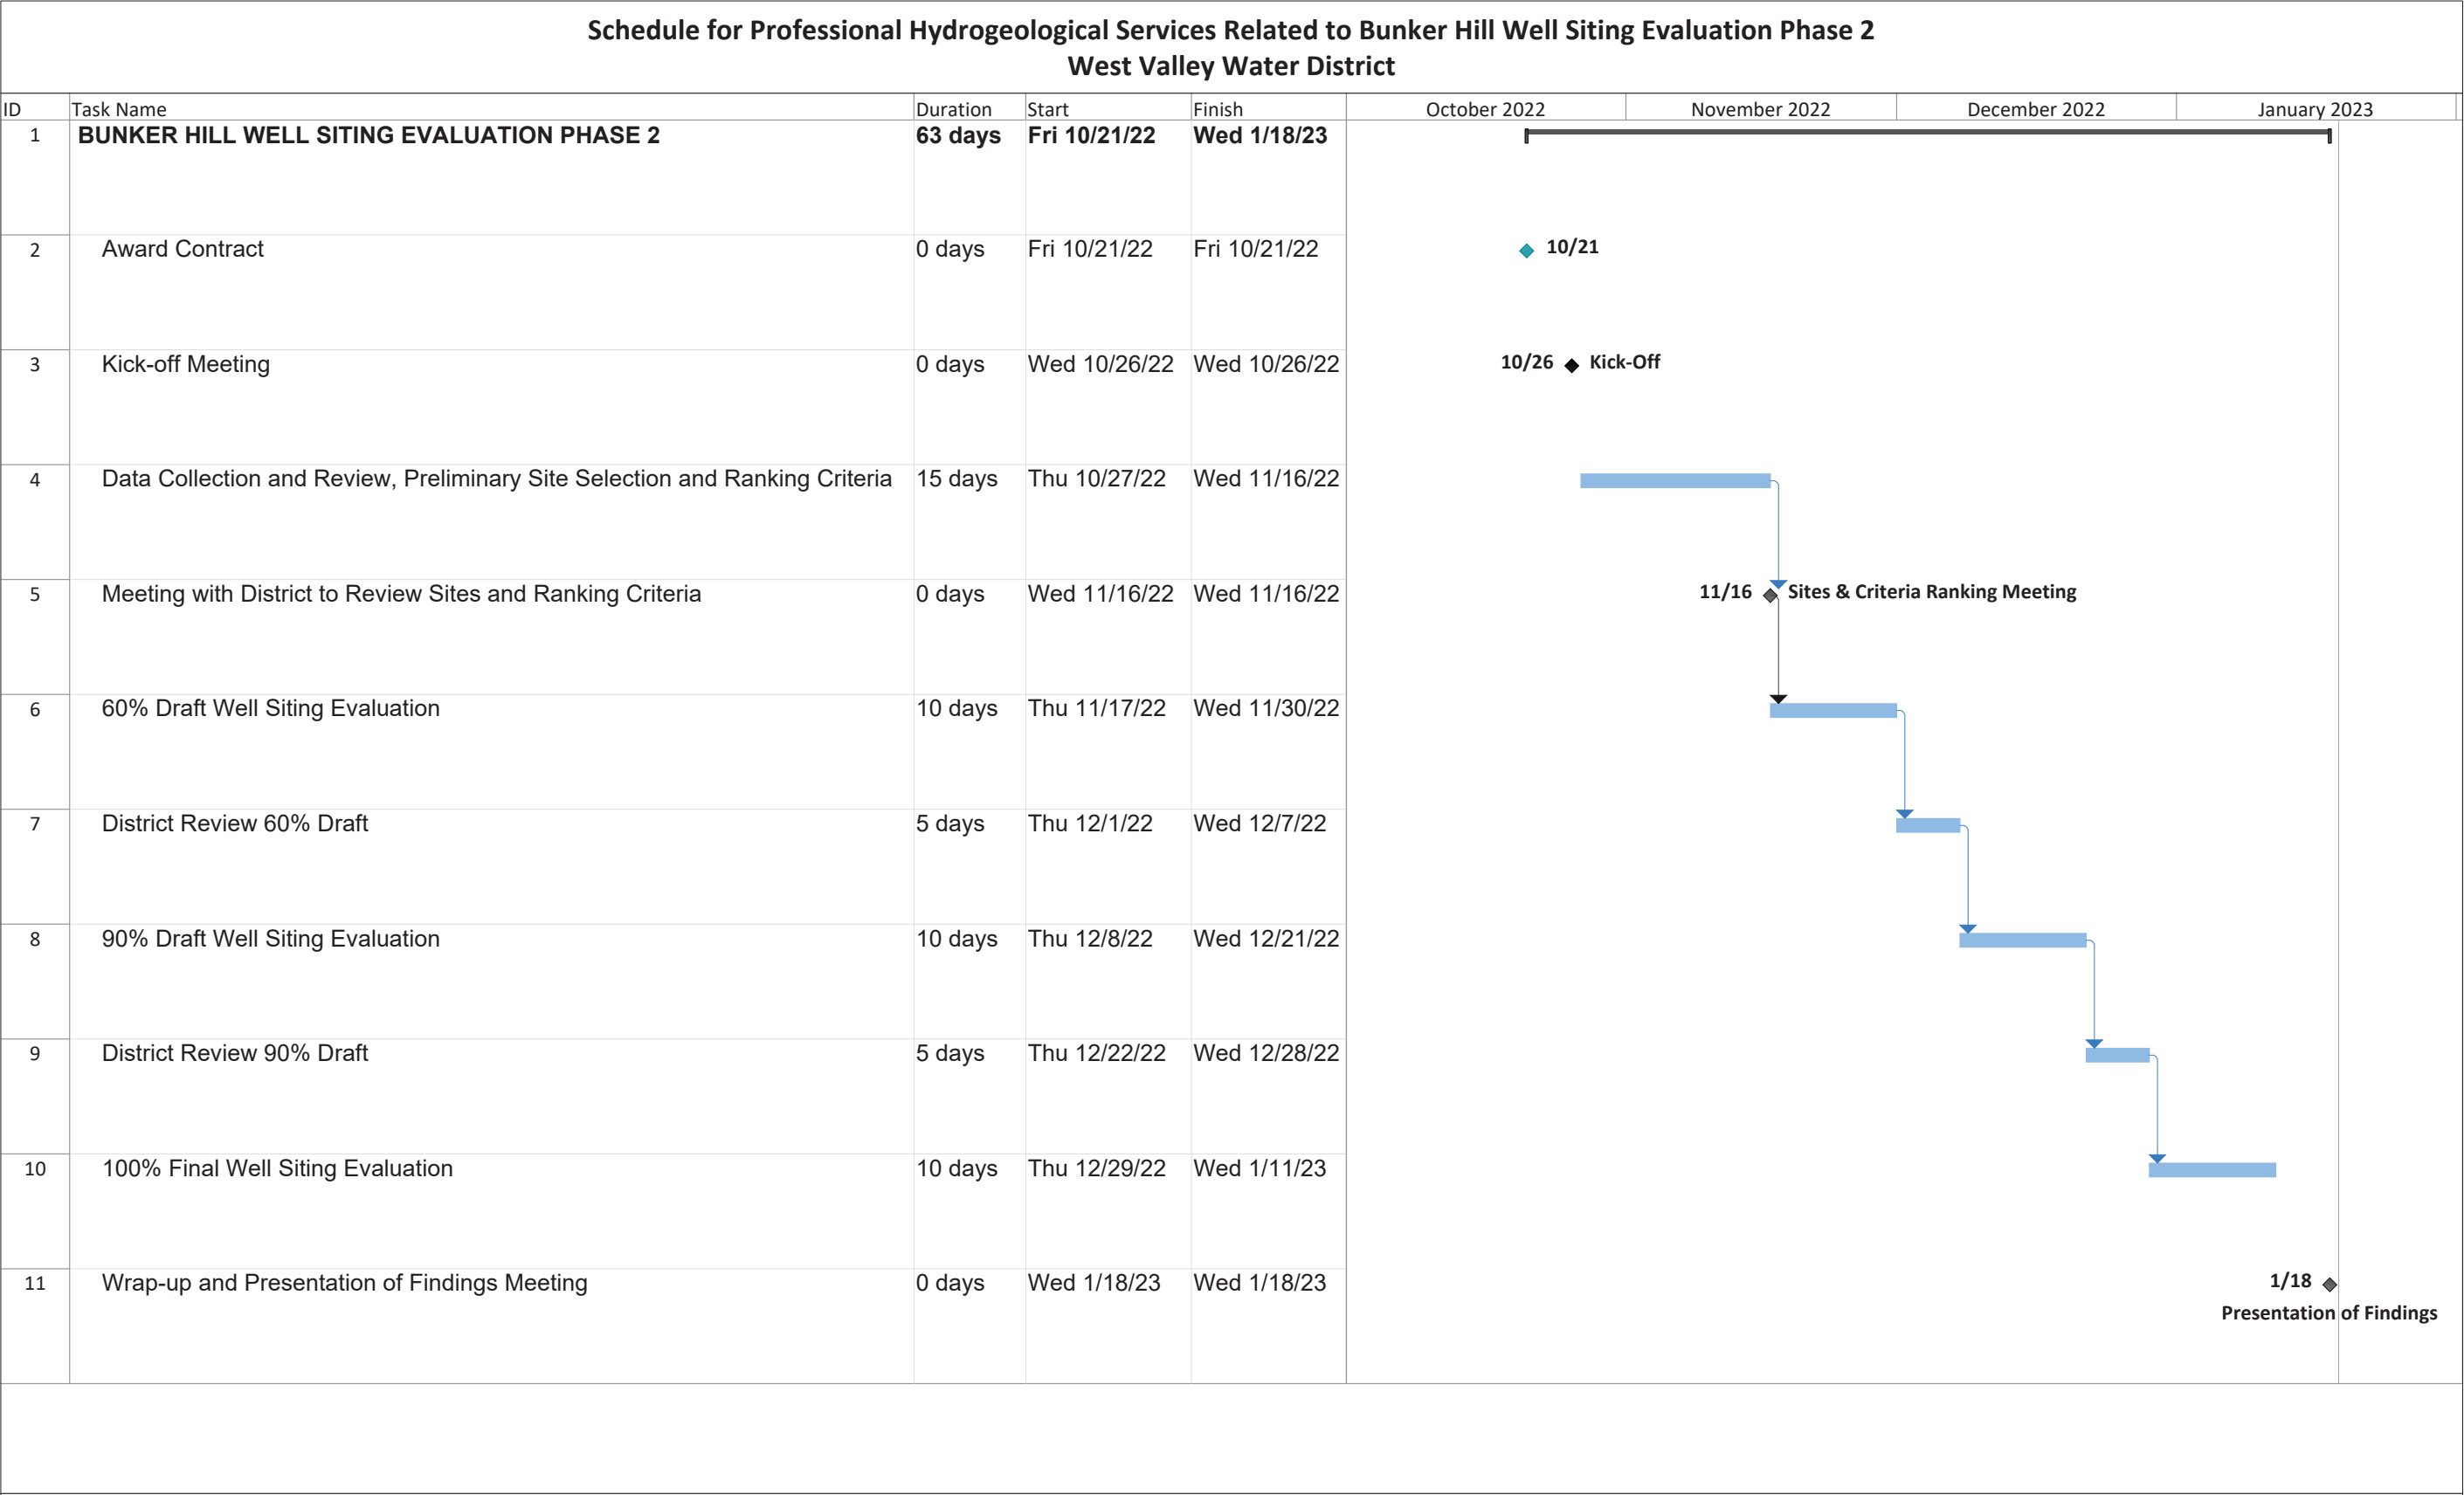 Schedule for Professional Hydrogeological Services Related to Bunker Hill Well Siting Evaluation Phase 2
West Valley Water District
ID Task Name Duration Start Finish October 2022 November 2022 December 2022 January 2023
1 BUNKER HILL WELL SITING EVALUATION PHASE 2 63 days Fri 10/21/22 Wed 1/18/23
2 Award Contract 0 days Fri 10/21/22 Fri 10/21/22 10/21
3 Kick-off Meeting 0 days Wed 10/26/22 Wed 10/26/22 10/26 Kick-Off
4 Data Collection and Review, Preliminary Site Selection and Ranking Criteria 15 days Thu 10/27/22 Wed 11/16/22
5 Meeting with District to Review Sites and Ranking Criteria 0 days Wed 11/16/22 Wed 11/16/22 11/16 Sites & Criteria Ranking Meeting
6 60% Draft Well Siting Evaluation 10 days Thu 11/17/22 Wed 11/30/22
7 District Review 60% Draft 5 days Thu 12/1/22 Wed 12/7/22
8 90% Draft Well Siting Evaluation 10 days Thu 12/8/22 Wed 12/21/22
9 District Review 90% Draft 5 days Thu 12/22/22 Wed 12/28/22
10 100% Final Well Siting Evaluation 10 days Thu 12/29/22 Wed 1/11/23
11 Wrap-up and Presentation of Findings Meeting 0 days Wed 1/18/23 Wed 1/18/23 1/18
Presentation of Findings